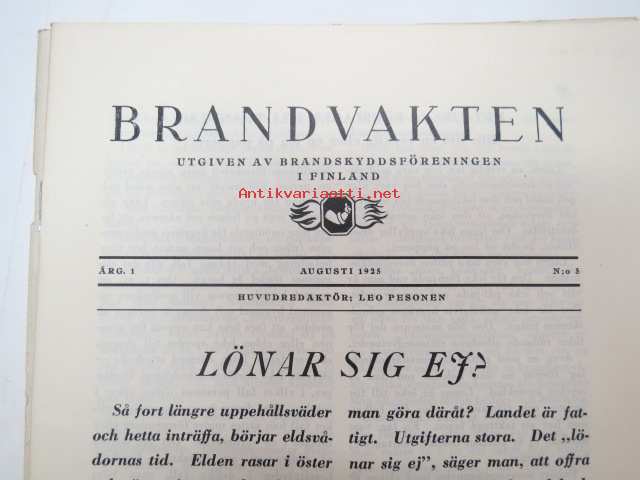 BRANDVAKTEN
UTGIVEN AV BRANDSKYDDSFÖRENINGEN
I FINLAND
Antikvariaatti.net
ÅRG. 1 AUGUSTI 1925 N:o 5
HUVUDREDAKTÖR: LEO PESONEN
LÖNAR SIG EJ?
Så fort längre uppehållsväder
och hetta inträffa, börjar eldsvå-
dornas tid. Elden rasar i öster
man göra däråt? Landet är fat-
tigt. Utgifterna stora. Det „lö-
nar sig ej", säger man, att offra